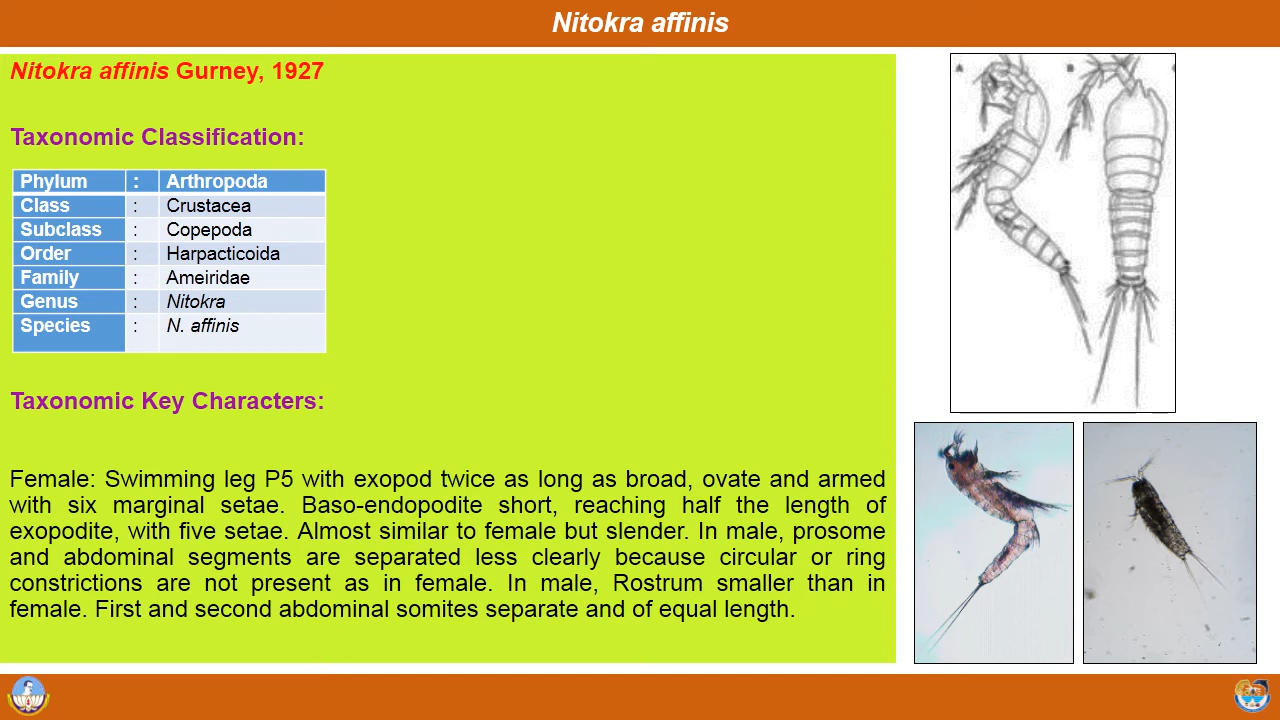 Nitokra affinis
Nitokra affinis Gurney, 1927
Taxonomic Classification:
Phylum : Arthropoda
Class : Crustacea
Subclass : Copepoda
Order : Harpacticoida
Family : Ameiridae
Genus : Nitokra
Species : N. affinis
Taxonomic Key Characters:
Female: Swimming leg P5 with exopod twice as long as broad, ovate and armed
with six marginal setae. Baso-endopodite short, reaching half the length of
exopodite, with five setae. Almost similar to female but slender. In male, prosome
and abdominal segments are separated less clearly because circular or ring
constrictions are not present as in female. In male, Rostrum smaller than in
female. First and second abdominal somites separate and of equal length.
A B